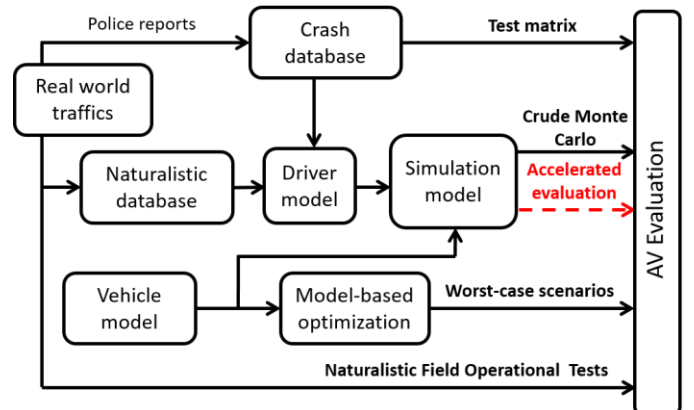 Police reports
Crash
database
Test matrix
Real world
traffics
Crude Monte
Carlo
Naturalistic
database
Driver
model
Simulation
model
Accelerated
evaluation
AV Evaluation
Vehicle
model
Model-based
optimization
Worst-case scenarios
Naturalistic Field Operational Tests